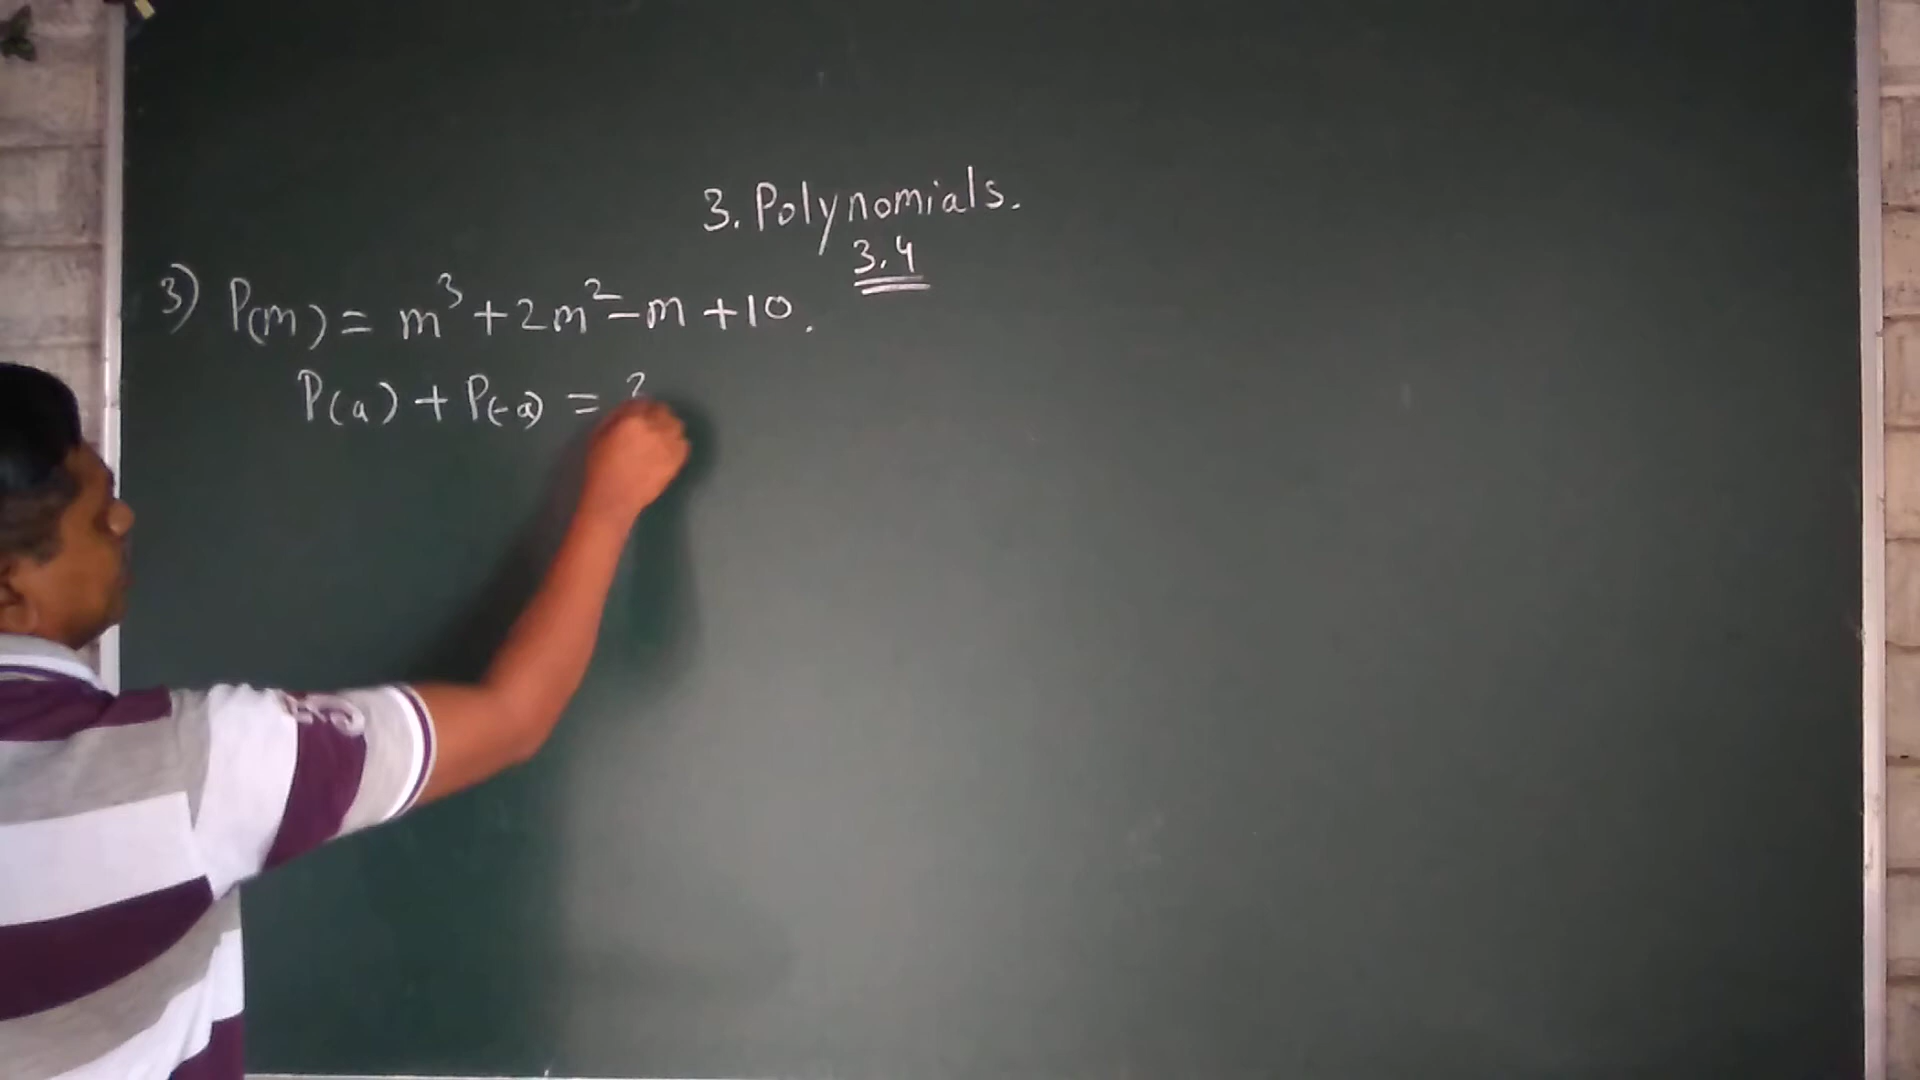 3. Polynomials.
3.4
3) P(m) = m³ + 2m² - m + 10.
P(a) + P(-a) = ?